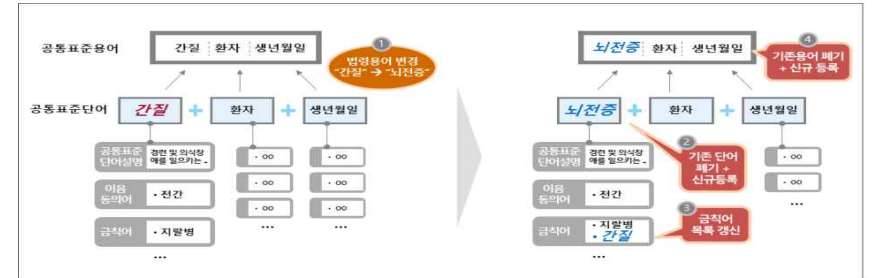 공통표준용어
간질 환자 생년월일
1
법령용어 변경
"간질" → "뇌전증"
공통표준단어
간질 + 환자 + 생년월일
공통표준
단어설명
경련 및 의식장
애를 일으키는 -
이음
동의어
• 전간
금칙어
• 지랄병
...
• ○○
• ○○
• ○○
...
• ○○
• ○○
• ○○
...
뇌전증 환자 생년월일
4
기존용어 폐기
+ 신규 등록
뇌전증 + 환자 + 생년월일
2
기존 단어
폐기 +
신규등록
공통표준
단어설명
경련 및 의식장
애를 일으키는 -
이음
동의어
• 전간
금칙어
• 지랄병
• 간질
...
3
금칙어
목록 갱신
• ○○
• ○○
...